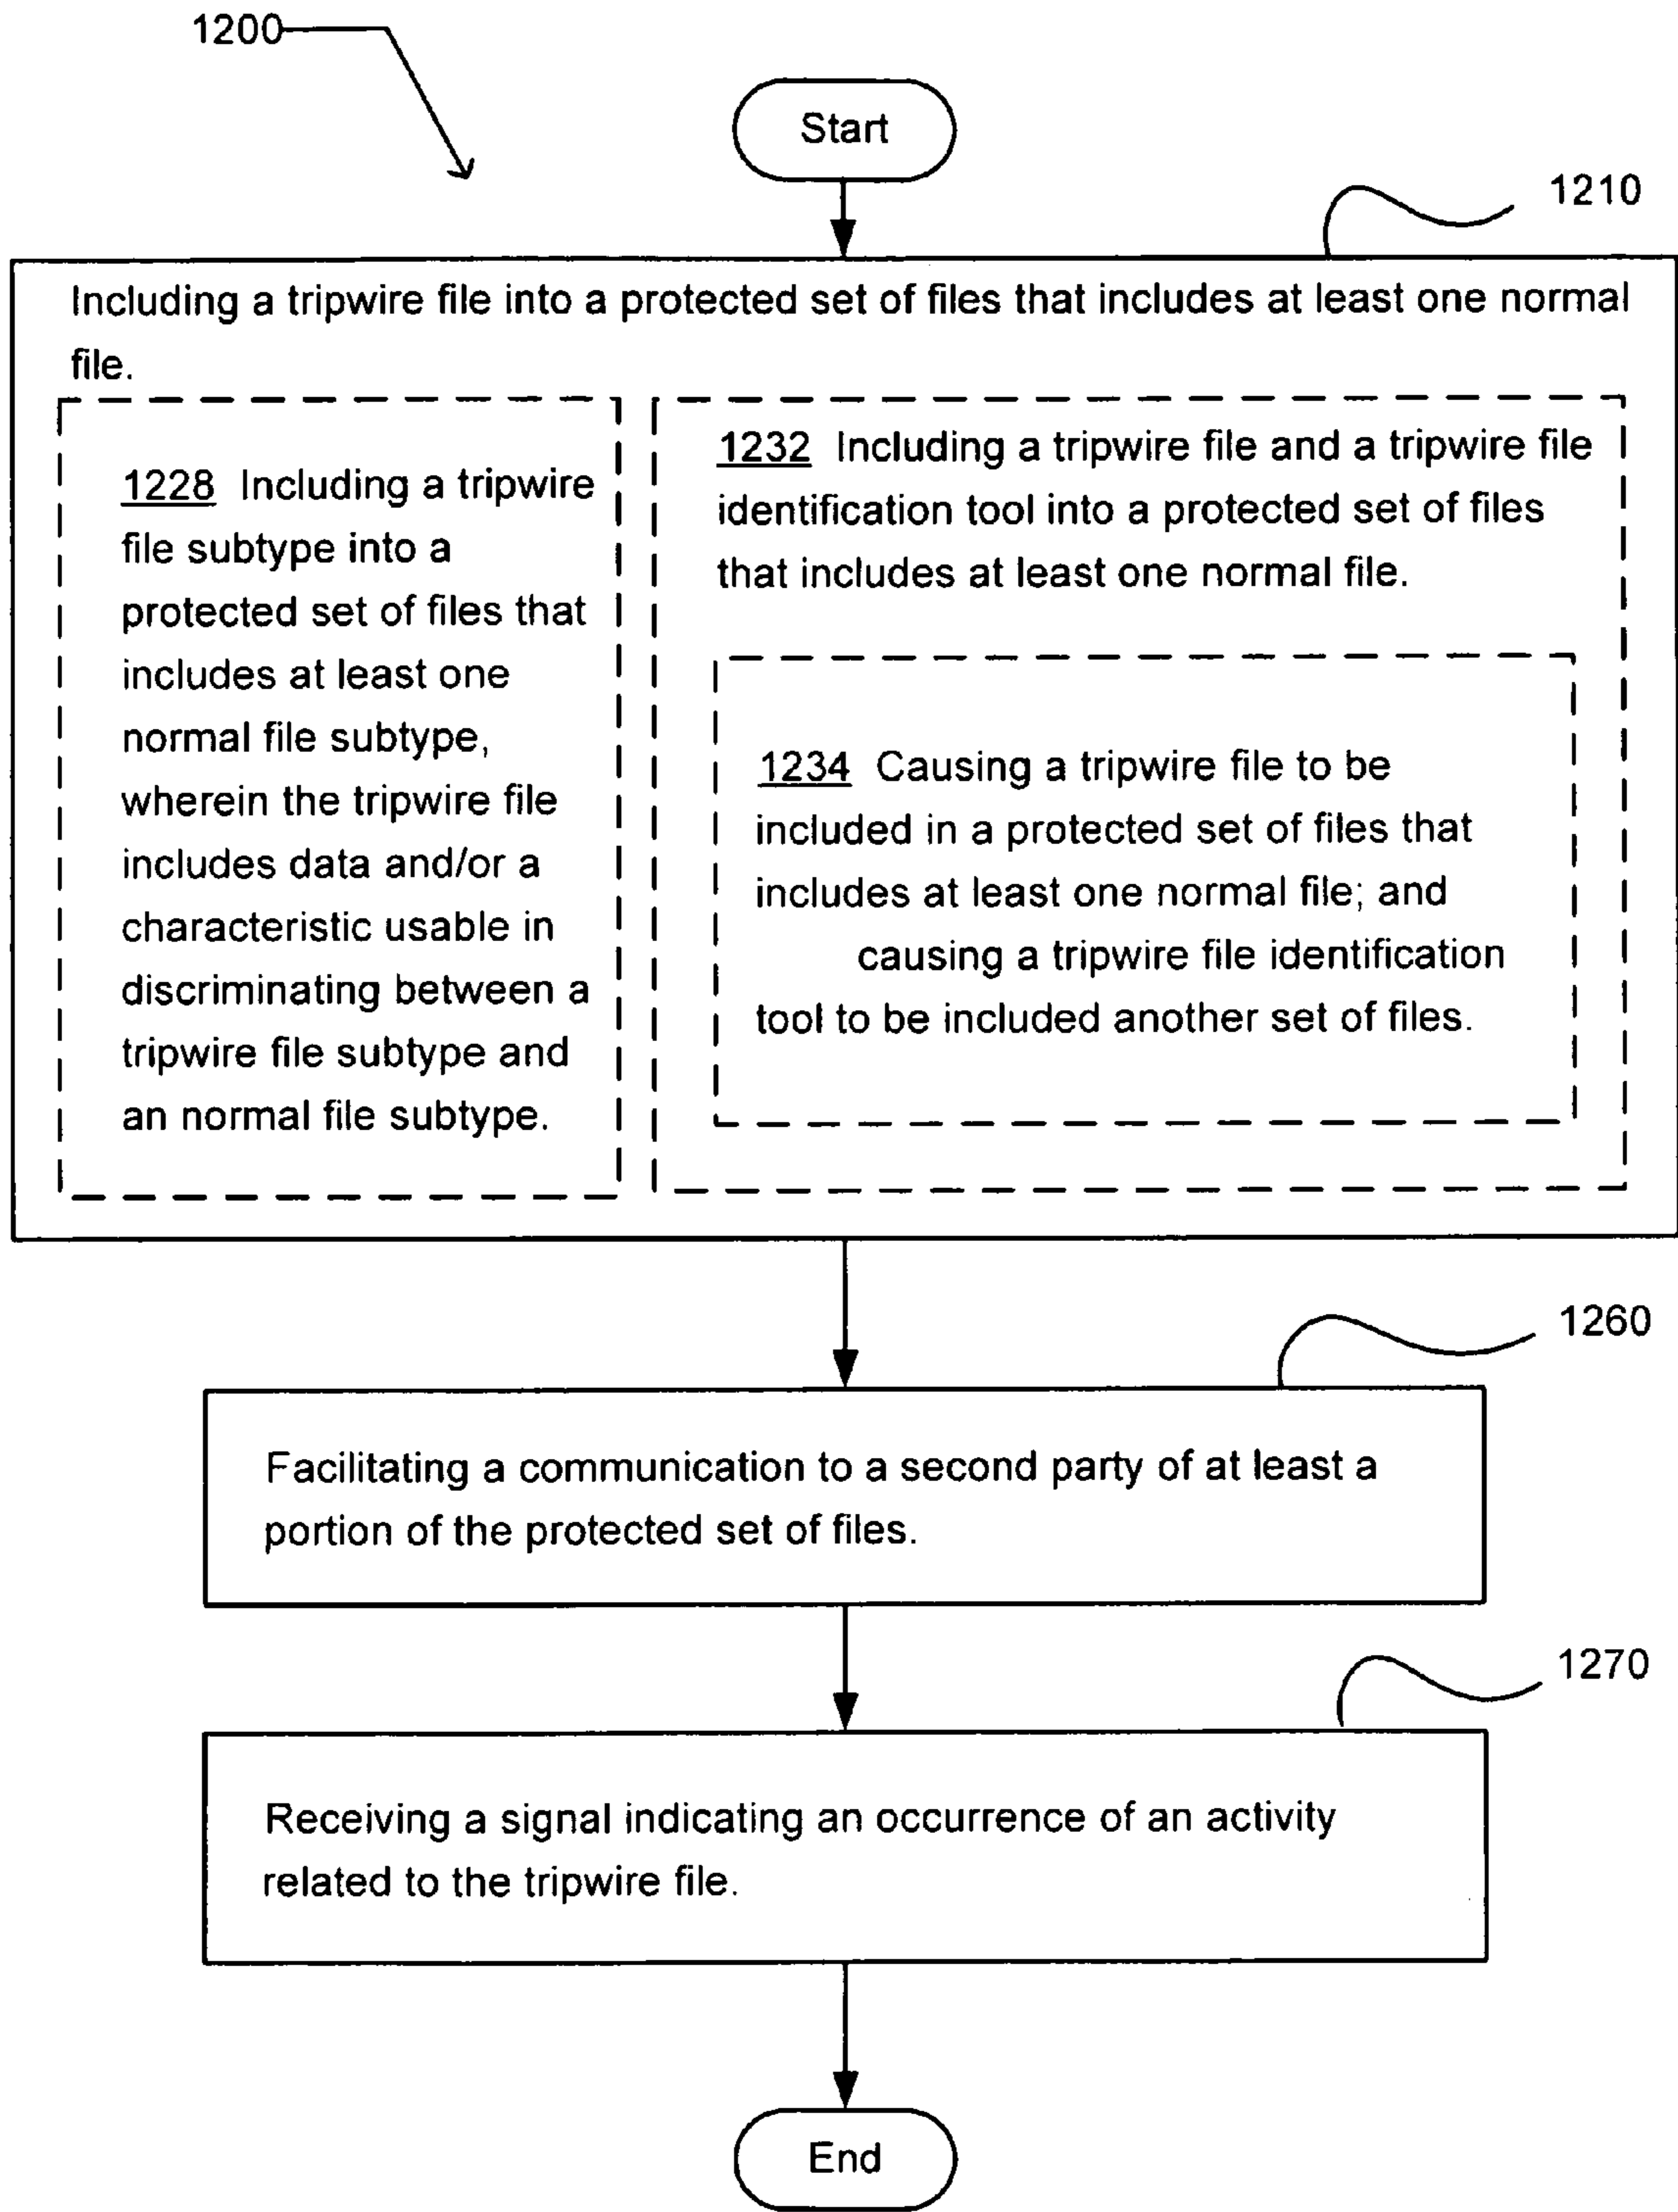 1200
Start
1210
Including a tripwire file into a protected set of files that includes at least one normal
file.
1228 Including a tripwire
file subtype into a
protected set of files that
includes at least one
normal file subtype,
wherein the tripwire file
includes data and/or a
characteristic usable in
discriminating between a
tripwire file subtype and
an normal file subtype.
1232 Including a tripwire file and a tripwire file
identification tool into a protected set of files
that includes at least one normal file.
1234 Causing a tripwire file to be
included in a protected set of files that
includes at least one normal file; and
causing a tripwire file identification
tool to be included another set of files.
1260
Facilitating a communication to a second party of at least a
portion of the protected set of files.
1270
Receiving a signal indicating an occurrence of an activity
related to the tripwire file.
End